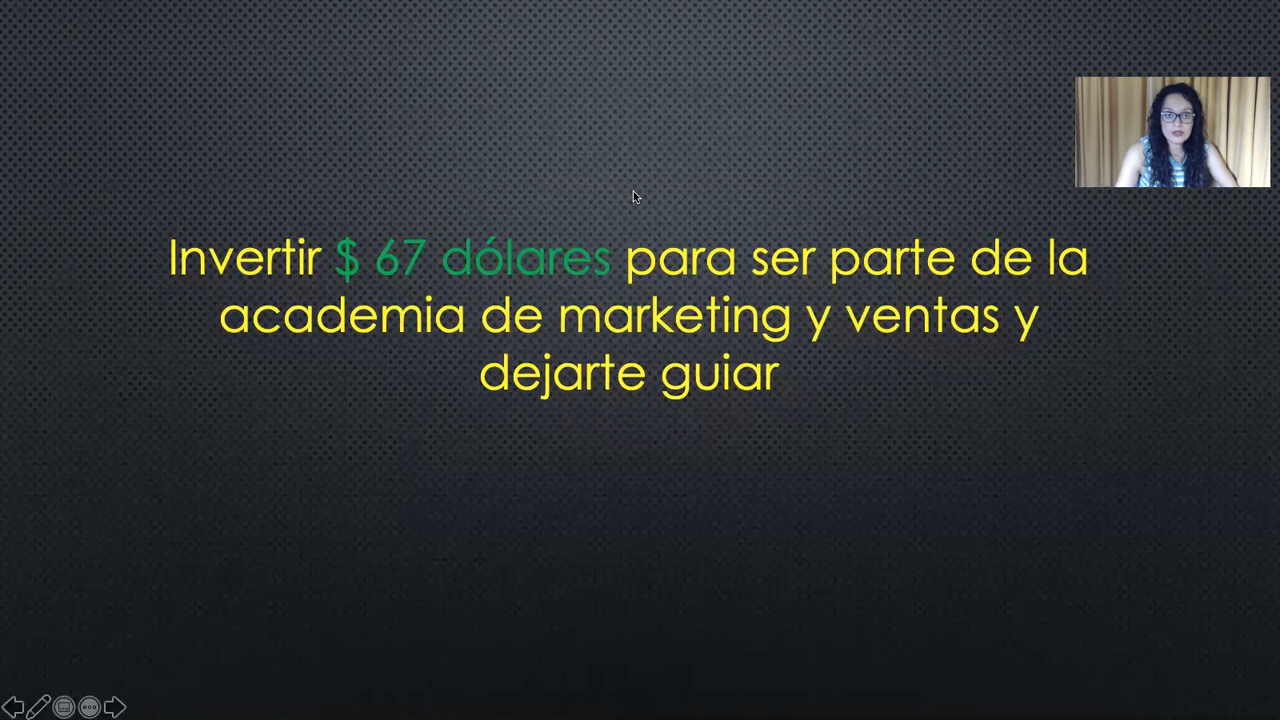 Invertir $ 67 dólares para ser parte de la
academia de marketing y ventas y
dejarte guiar